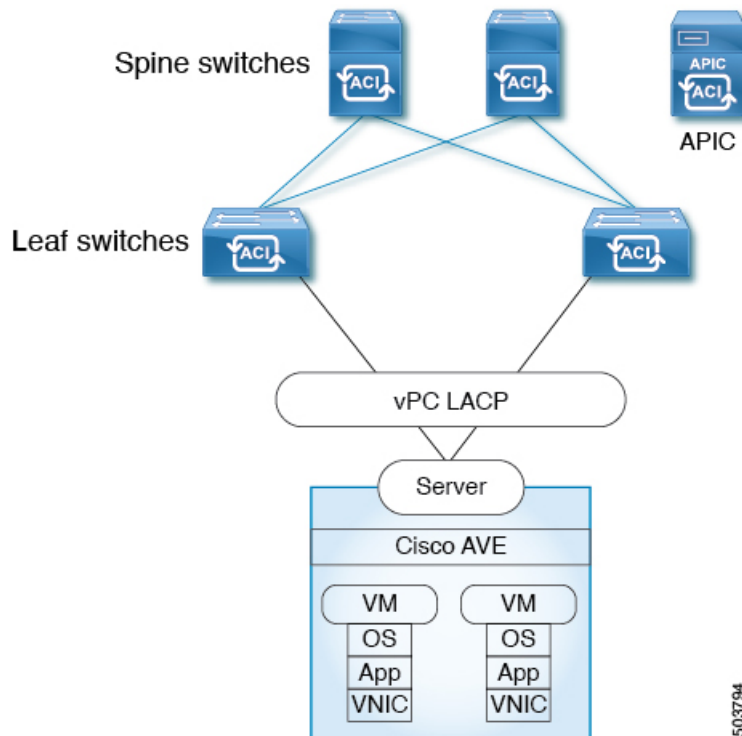 Spine switches
ACI
ACI
APIC
ACI
APIC
Leaf switches
ACI
ACI
vPC LACP
Server
Cisco AVE
VM
VM
OS
OS
App
App
VNIC
VNIC
503794